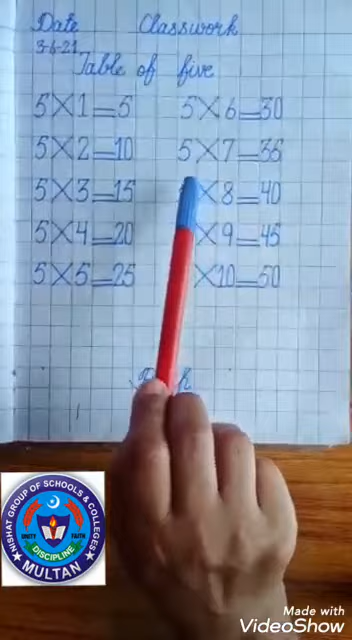 Date Classwork
3-6-21
Table of five
5×1=5 5×6=30
5×2=10 5×7=35
5×3=15 ×8=40
5×4=20 ×9=45
5×5=25 ×10=50
NISHAT GROUP OF SCHOOLS & COLLEGES
UNITY FAITH
DISCIPLINE
MULTAN
Made with
VideoShow